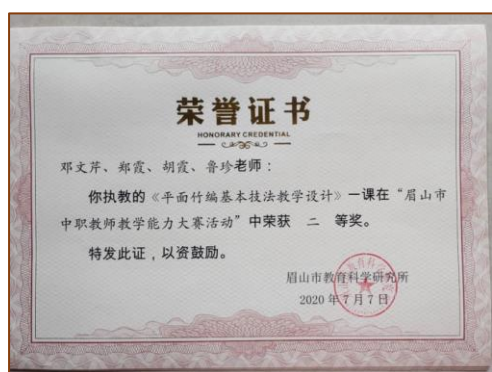 荣誉证书
HONORARY CREDENTIAL
邓文芹、郑霞、胡霞、鲁珍老师：
你执教的《平面竹编基本技法教学设计》一课在“眉山市
中职教师教学能力大赛活动”中荣获 二 等奖。
特发此证，以资鼓励。
眉山市教育科学研究所
2020年7月7日